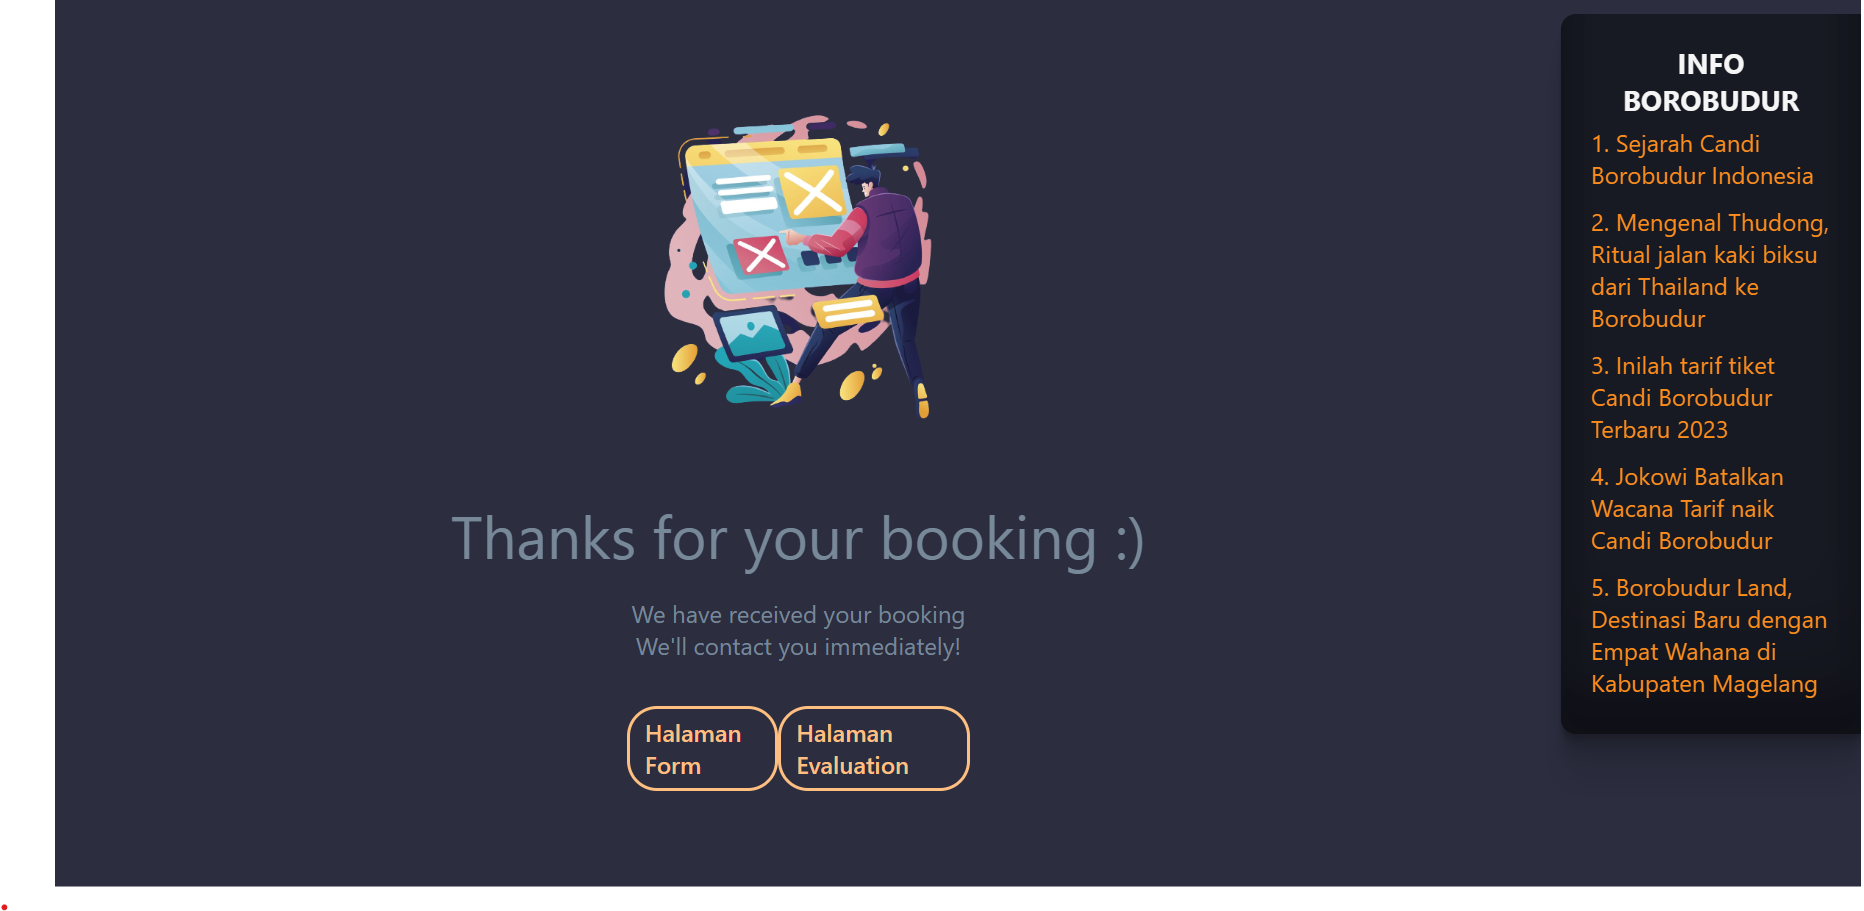 Thanks for your booking :)
We have received your booking
We'll contact you immediately!
Halaman
Form
Halaman
Evaluation
INFO
BOROBUDUR
1. Sejarah Candi
Borobudur Indonesia
2. Mengenal Thudong,
Ritual jalan kaki biksu
dari Thailand ke
Borobudur
3. Inilah tarif tiket
Candi Borobudur
Terbaru 2023
4. Jokowi Batalkan
Wacana Tarif naik
Candi Borobudur
5. Borobudur Land,
Destinasi Baru dengan
Empat Wahana di
Kabupaten Magelang